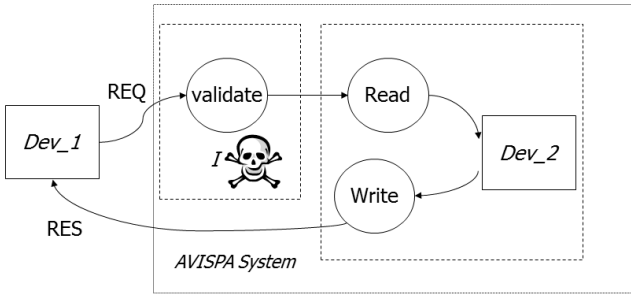 REQ
validate
Read
Dev_1
Dev_2
I
Write
RES
AVISPA System